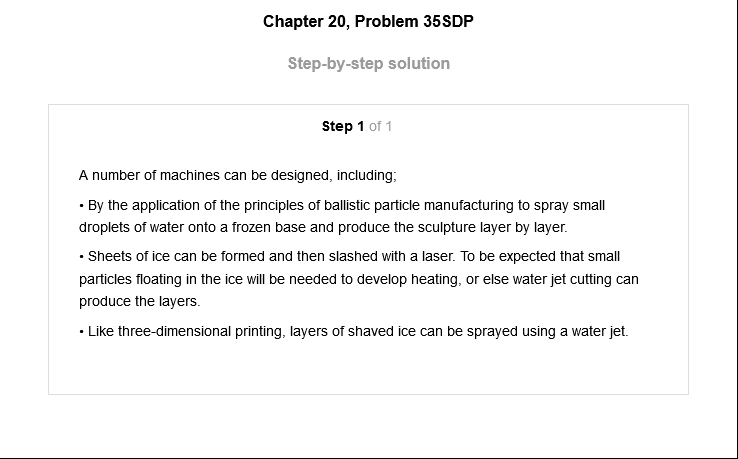 Chapter 20, Problem 35SDP
Step-by-step solution
Step 1 of 1
A number of machines can be designed, including;
• By the application of the principles of ballistic particle manufacturing to spray small
droplets of water onto a frozen base and produce the sculpture layer by layer.
• Sheets of ice can be formed and then slashed with a laser. To be expected that small
particles floating in the ice will be needed to develop heating, or else water jet cutting can
produce the layers.
• Like three-dimensional printing, layers of shaved ice can be sprayed using a water jet.